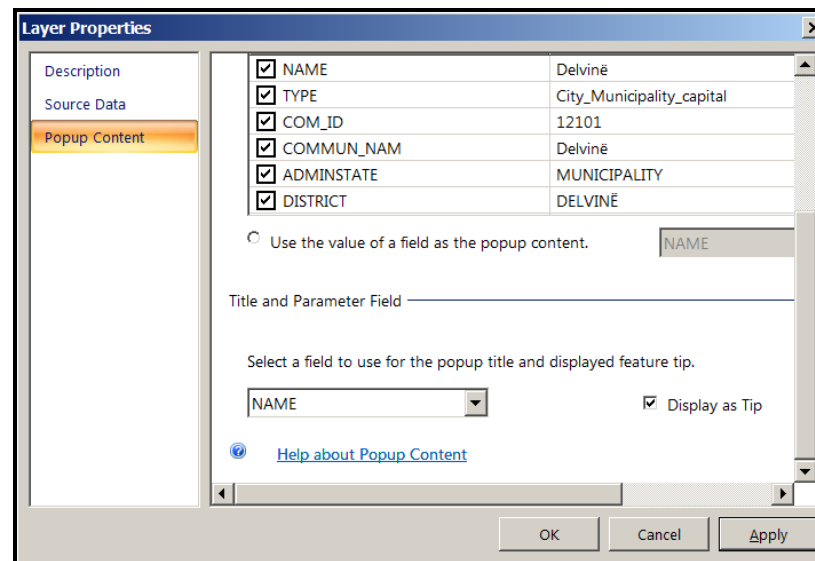 Layer Properties
Description
Source Data
Popup Content
NAME Delvinë
TYPE City_Municipality_capital
COM_ID 12101
COMMUN_NAM Delvinë
ADMINSTATE MUNICIPALITY
DISTRICT DELVINË
Use the value of a field as the popup content. NAME
Title and Parameter Field
Select a field to use for the popup title and displayed feature tip.
NAME Display as Tip
Help about Popup Content
OK Cancel Apply